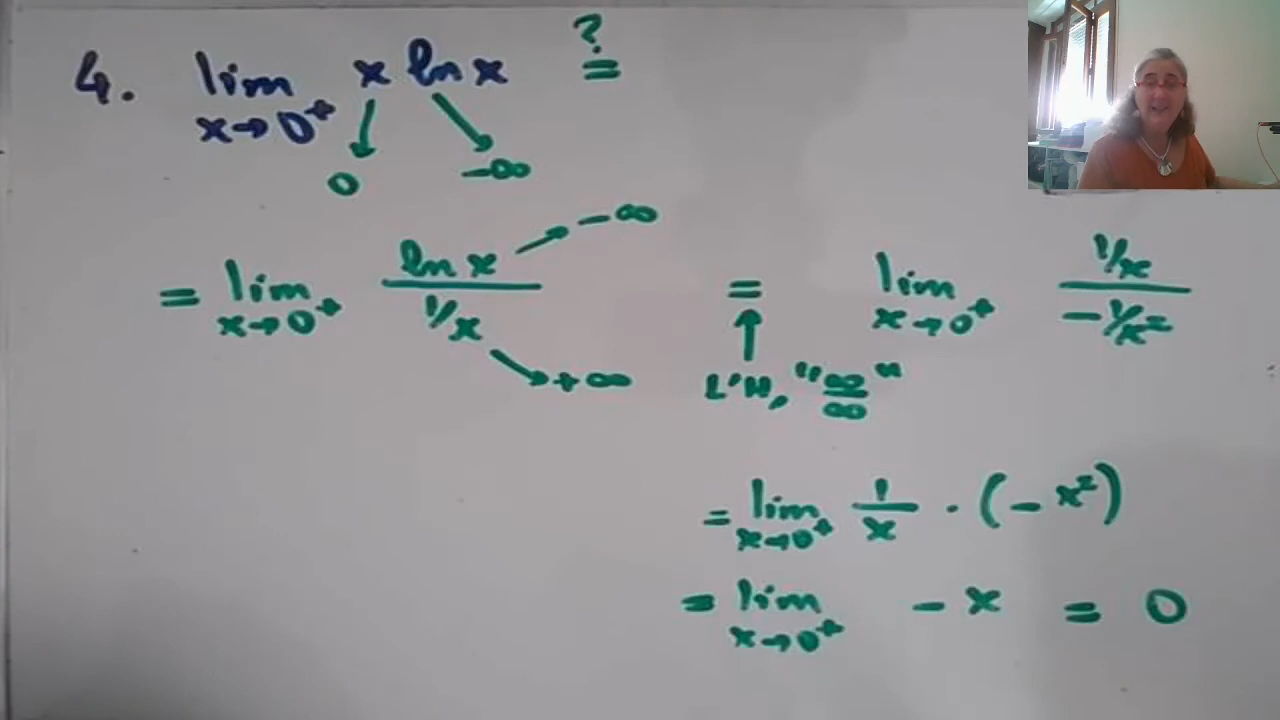 4. lim x ln x ?=
x→0⁺
0 -∞
= lim ln x / 1/x → -∞ = lim 1/x / -1/x²
x→0⁺ → +∞ x→0⁺
L'H, "∞/∞"
= lim 1/x · (-x²)
x→0⁺
= lim -x = 0
x→0⁺